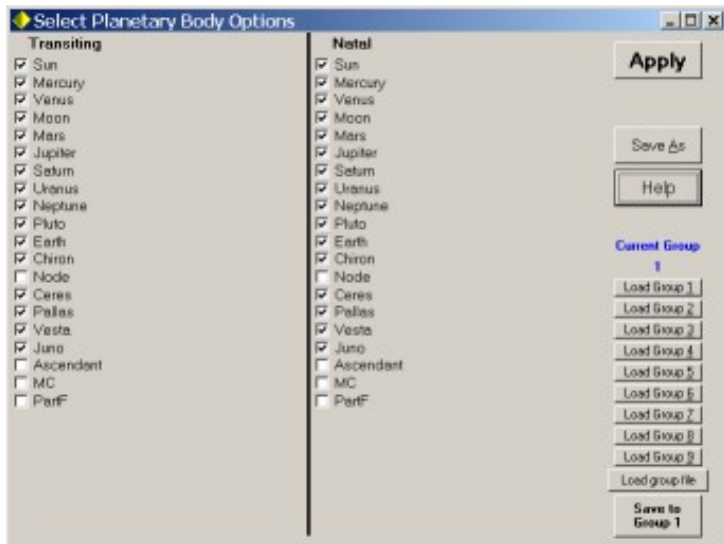 Select Planetary Body Options
Transiting
Sun
Mercury
Venus
Moon
Mars
Jupiter
Saturn
Uranus
Neptune
Pluto
Earth
Chiron
Node
Ceres
Pallas
Vesta
Juno
Ascendant
MC
PartF
Natal
Sun
Mercury
Venus
Moon
Mars
Jupiter
Saturn
Uranus
Neptune
Pluto
Earth
Chiron
Node
Ceres
Pallas
Vesta
Juno
Ascendant
MC
PartF
Apply
Save As
Help
Current Group
1
Load Group 1
Load Group 2
Load Group 3
Load Group 4
Load Group 5
Load Group 6
Load Group 7
Load Group 8
Load Group 9
Load group file
Save to
Group 1